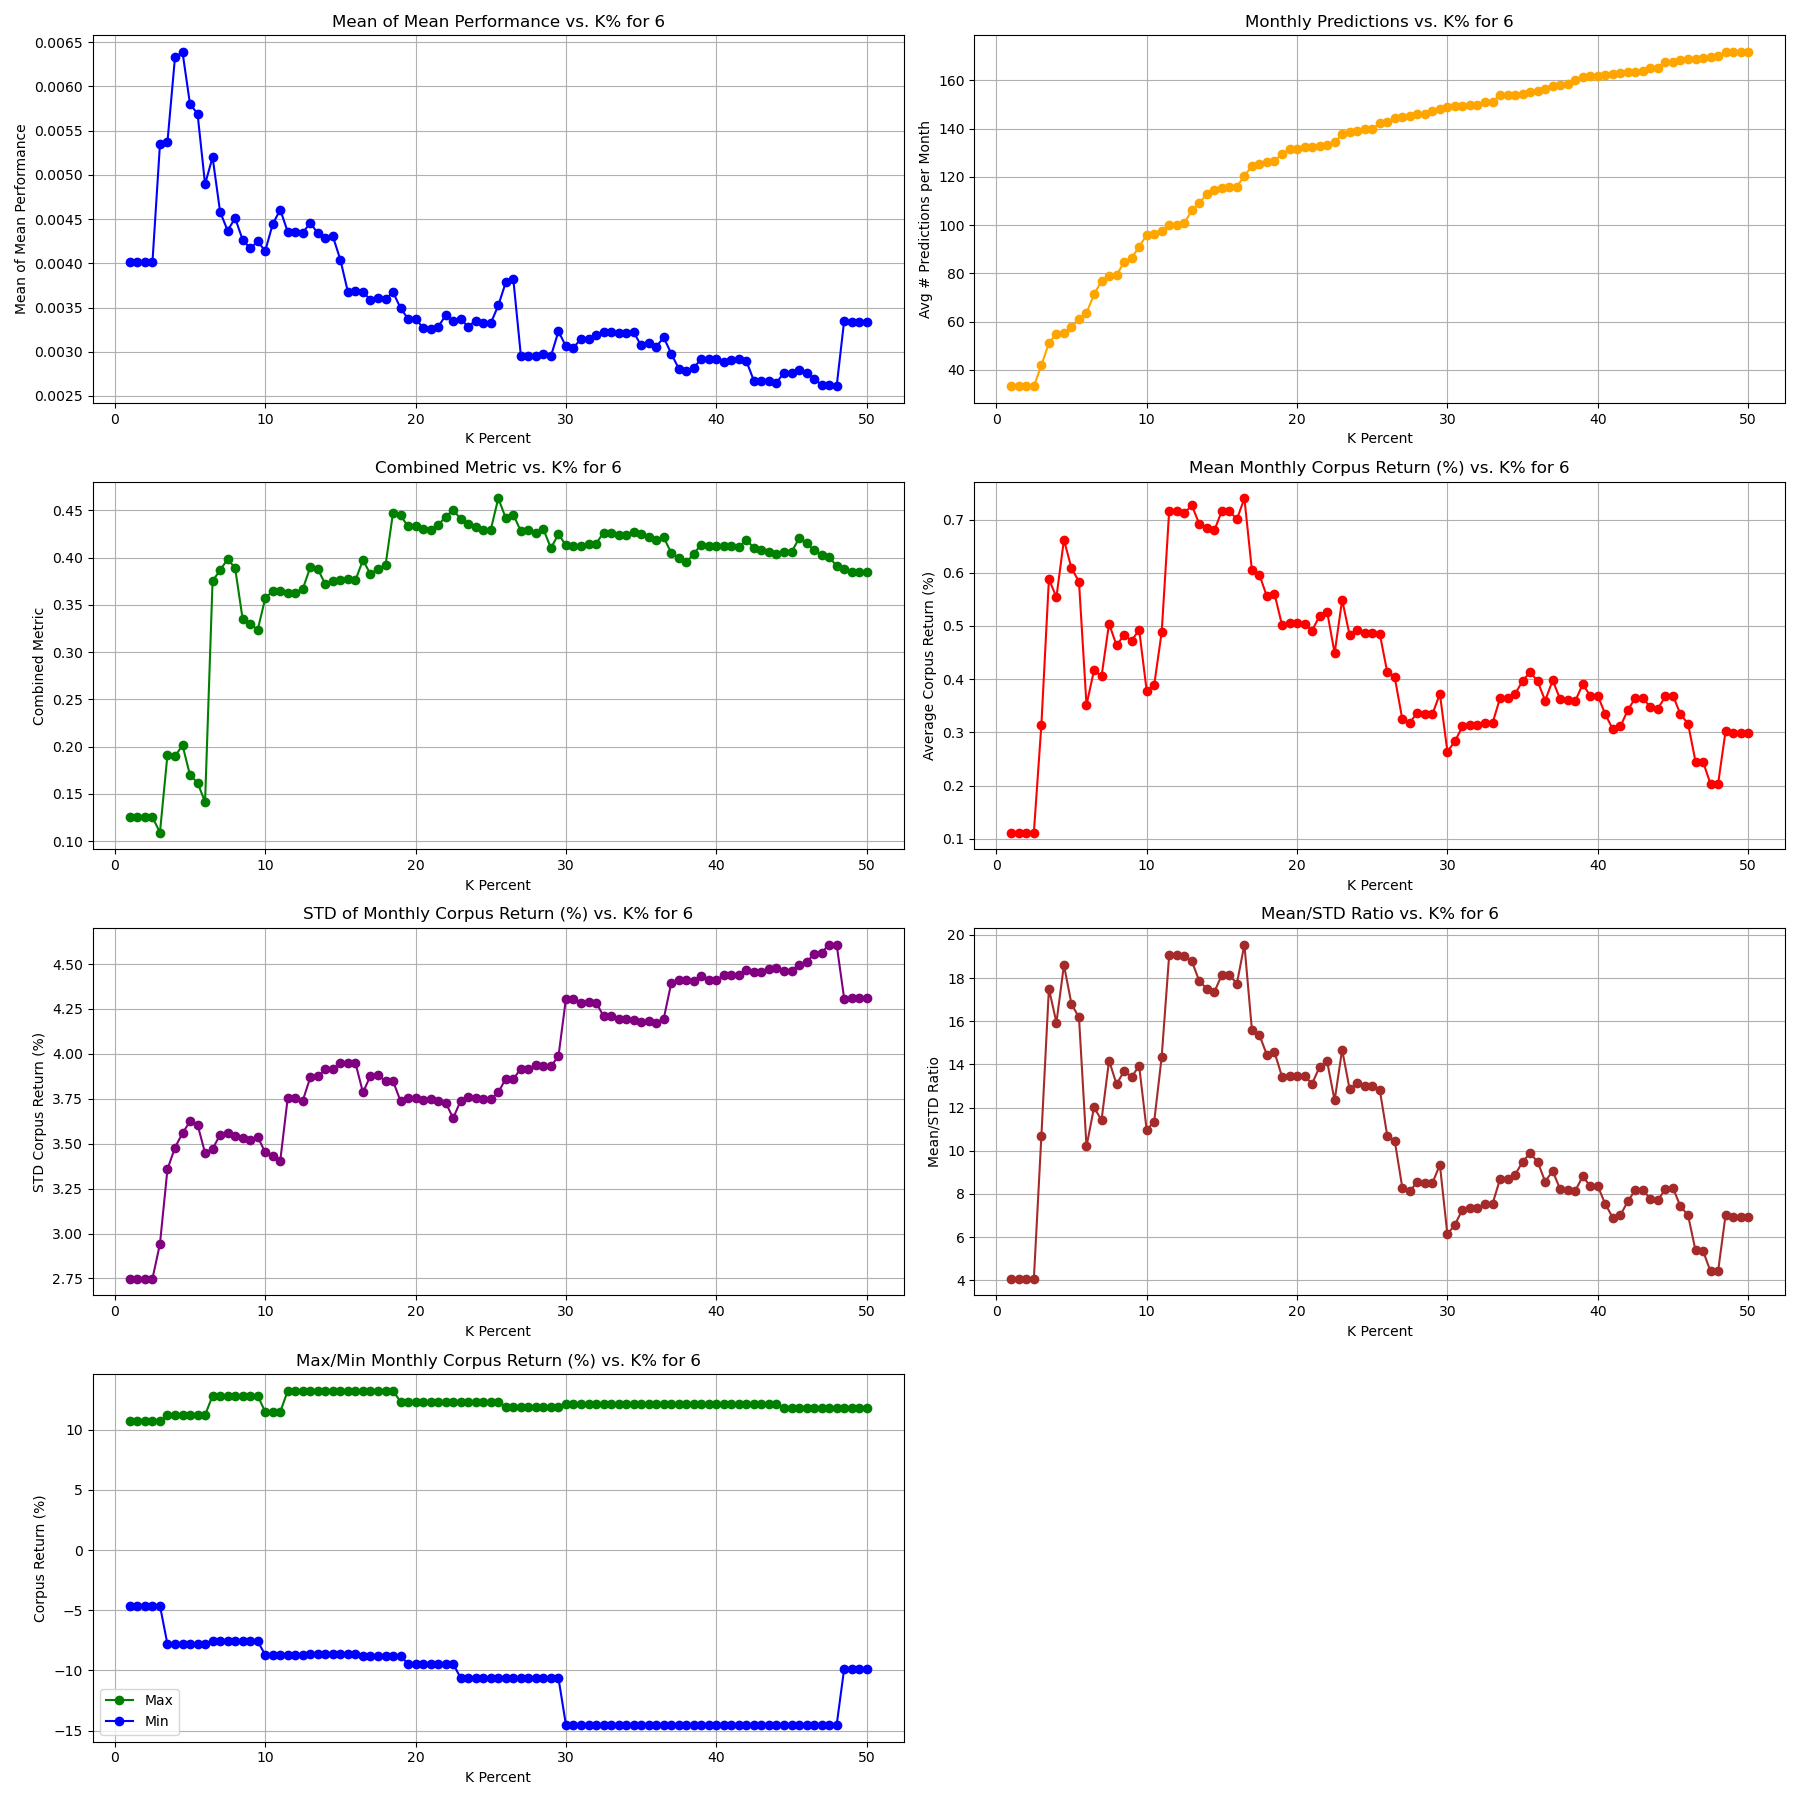 Mean of Mean Performance vs. K% for 6
Mean of Mean Performance
0.0065
0.0060
0.0055
0.0050
0.0045
0.0040
0.0035
0.0030
0.0025
0 10 20 30 40 50
K Percent
Monthly Predictions vs. K% for 6
Avg # Predictions per Month
160
140
120
100
80
60
40
0 10 20 30 40 50
K Percent
Combined Metric vs. K% for 6
Combined Metric
0.45
0.40
0.35
0.30
0.25
0.20
0.15
0.10
0 10 20 30 40 50
K Percent
Mean Monthly Corpus Return (%) vs. K% for 6
Average Corpus Return (%)
0.7
0.6
0.5
0.4
0.3
0.2
0.1
0 10 20 30 40 50
K Percent
STD of Monthly Corpus Return (%) vs. K% for 6
STD Corpus Return (%)
4.50
4.25
4.00
3.75
3.50
3.25
3.00
2.75
0 10 20 30 40 50
K Percent
Mean/STD Ratio vs. K% for 6
Mean/STD Ratio
20
18
16
14
12
10
8
6
4
0 10 20 30 40 50
K Percent
Max/Min Monthly Corpus Return (%) vs. K% for 6
Corpus Return (%)
10
5
0
−5
−10
−15
Max
Min
0 10 20 30 40 50
K Percent